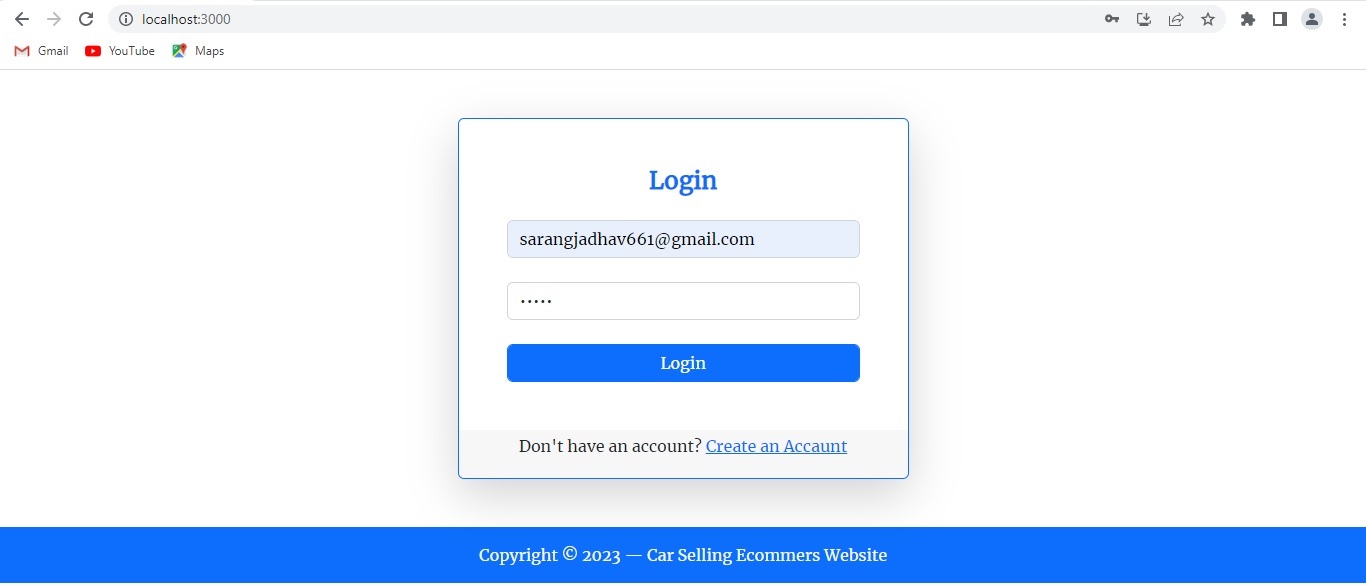 localhost:3000
Gmail YouTube Maps
Login
sarangjadhav661@gmail.com
•••••
Login
Don't have an account? Create an Accaunt
Copyright © 2023 — Car Selling Ecommers Website